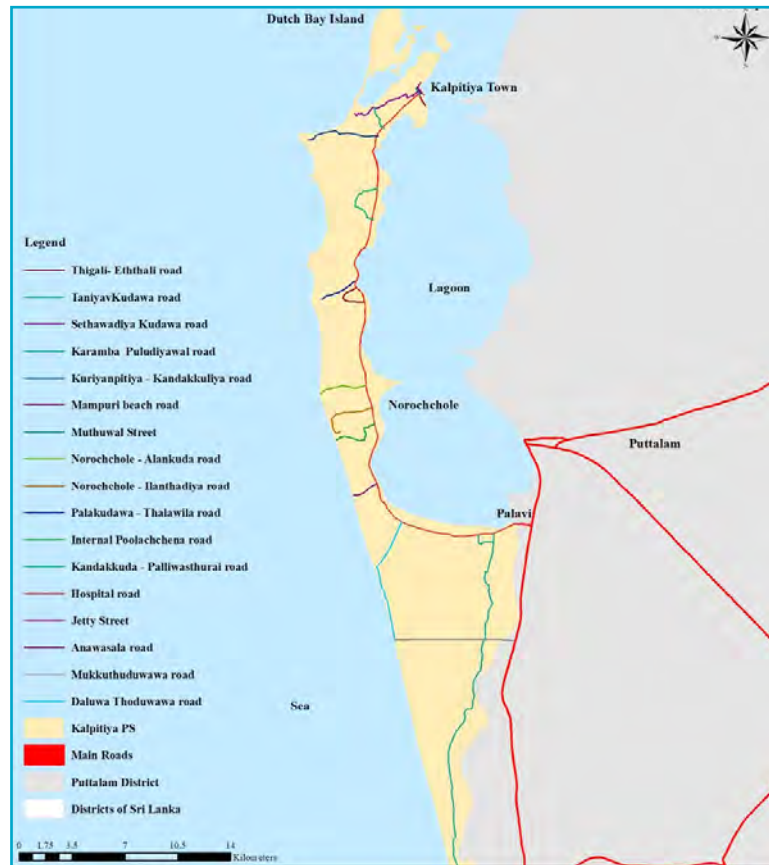 Dutch Bay Island
Kalpitiya Town
Legend
Thigali- Eththali road
TaniyavKudawa road
Lagoon
Sethawadiya Kudawa road
Karamba Puludiyawal road
Kuriyanpitiya - Kandakkuliya road
Mampuri beach road
Norochchole
Muthuwal Street
Puttalam
Norochchole - Alankuda road
Norochchole - Ilanthadiya road
Palakudawa - Thalawila road
Palavi
Internal Poolachchena road
Kandakkuda - Palliwasthurai road
Hospital road
Jetty Street
Anawasala road
Mukkuthuduwawa road
Daluwa Thoduwawa road
Sea
Kalpitiya PS
Main Roads
Puttalam District
Districts of Sri Lanka
0 1.75 3.5 7 10.5 14
Kilometers